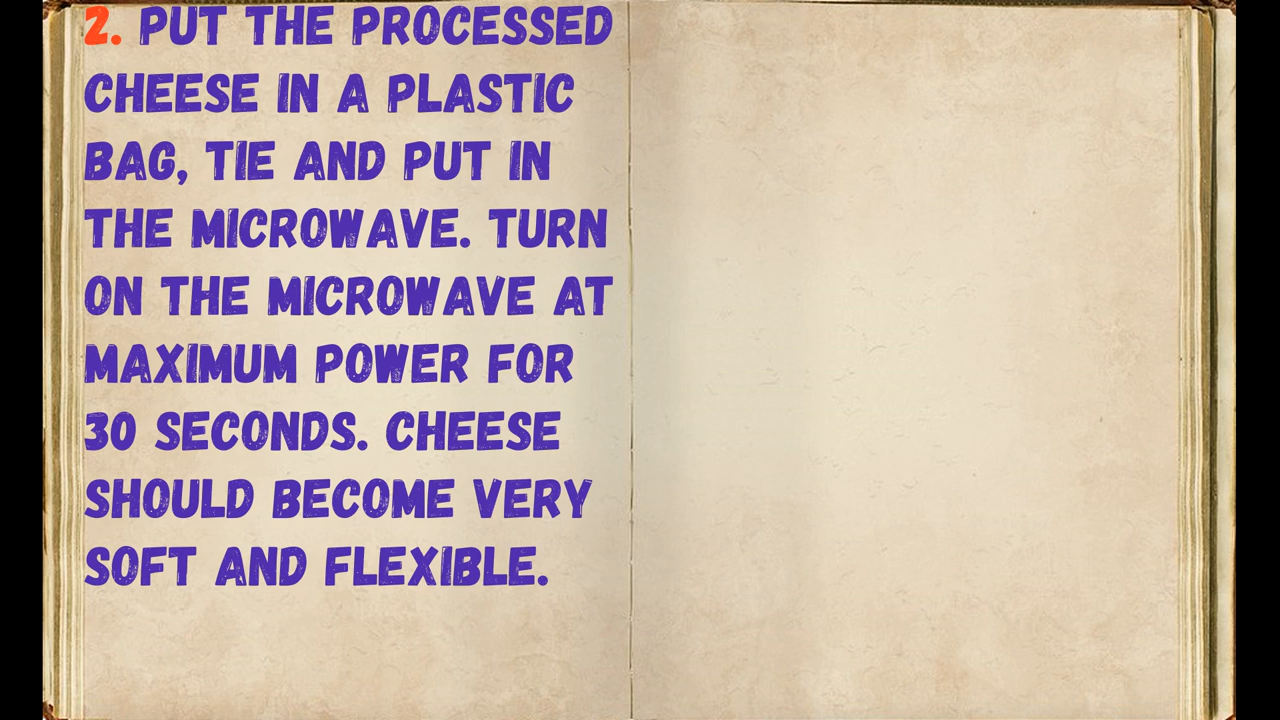 2. PUT THE PROCESSED
CHEESE IN A PLASTIC
BAG, TIE AND PUT IN
THE MICROWAVE. TURN
ON THE MICROWAVE AT
MAXIMUM POWER FOR
30 SECONDS. CHEESE
SHOULD BECOME VERY
SOFT AND FLEXIBLE.